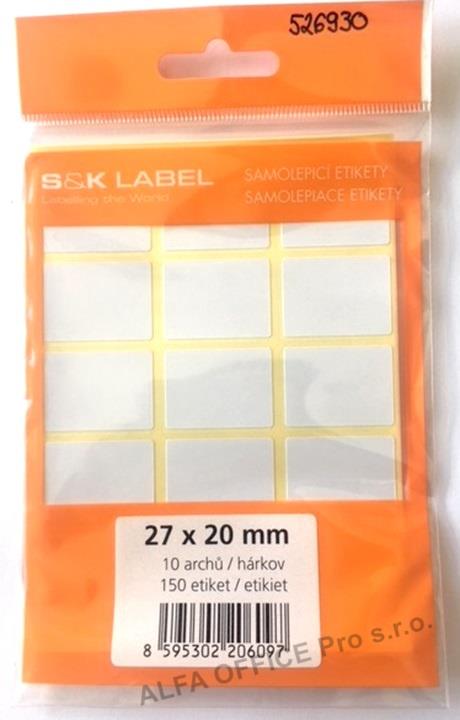 526930
S&K LABEL
Labelling the World
SAMOLEPICÍ ETIKETY
SAMOLEPIACE ETIKETY
27 x 20 mm
10 archů / hárkov
150 etiket / etikiet
8 595302 206097
ALFA OFFICE Pro s.r.o.